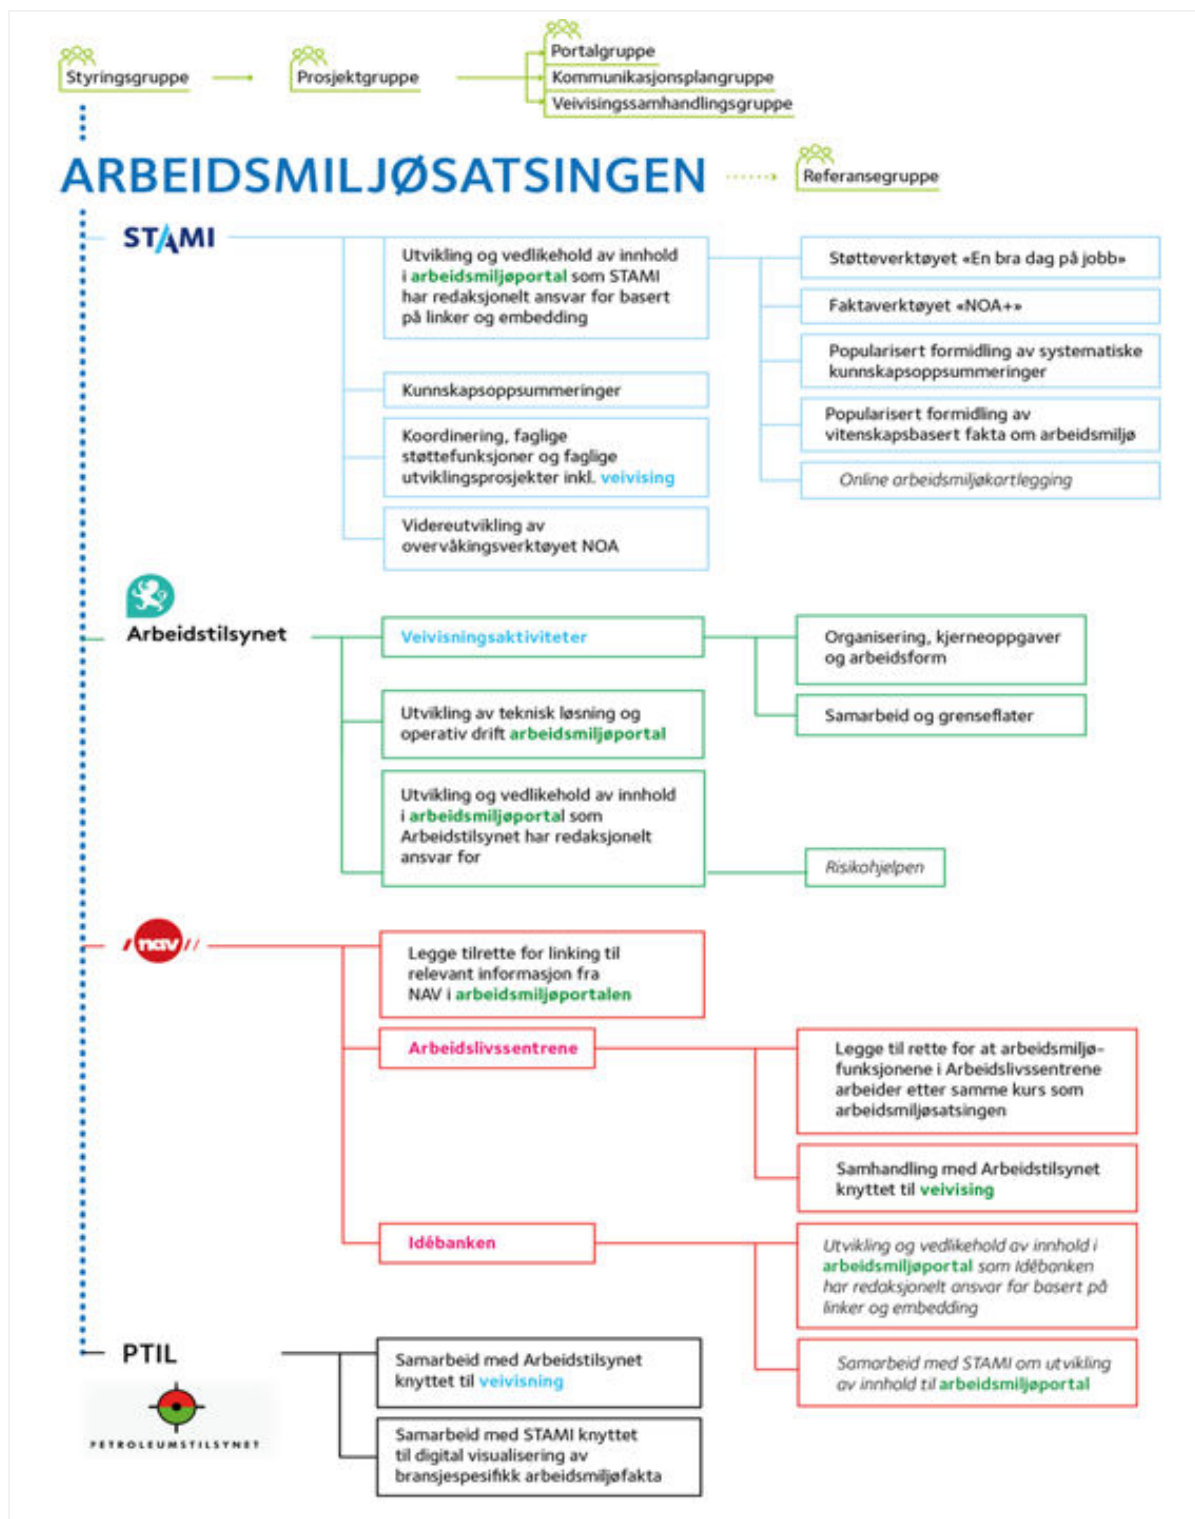 Styringsgruppe
Prosjektgruppe
Portalgruppe
Kommunikasjonsplangruppe
Veivisingssamhandlingsgruppe
ARBEIDSMILJØSATSINGEN
Referansegruppe
STAMI
Utvikling og vedlikehold av innhold
i arbeidsmiljøportal som STAMI
har redaksjonelt ansvar for basert
på linker og embedding
Kunnskapsoppsummeringer
Koordinering, faglige
støttefunksjoner og faglige
utviklingsprosjekter inkl. veivising
Videreutvikling av
overvåkingsverktøyet NOA
Støtteverktøyet «En bra dag på jobb»
Faktaverktøyet «NOA+»
Popularisert formidling av systematiske
kunnskapsoppsummeringer
Popularisert formidling av
vitenskapsbasert fakta om arbeidsmiljø
Online arbeidsmiljøkartlegging
Arbeidstilsynet
Veivisningsaktiviteter
Utvikling av teknisk løsning og
operativ drift arbeidsmiljøportal
Utvikling og vedlikehold av innhold
i arbeidsmiljøportal som
Arbeidstilsynet har redaksjonelt
ansvar for
Organisering, kjerneoppgaver
og arbeidsform
Samarbeid og grenseflater
Risikohjelpen
nav
Legge tilrette for linking til
relevant informasjon fra
NAV i arbeidsmiljøportalen
Arbeidslivssentrene
Legge til rette for at arbeidsmiljø-
funksjonene i Arbeidslivssentrene
arbeider etter samme kurs som
arbeidsmiljøsatsingen
Samhandling med Arbeidstilsynet
knyttet til veivising
Idébanken
Utvikling og vedlikehold av innhold i
arbeidsmiljøportal som Idébanken
har redaksjonelt ansvar for basert på
linker og embedding
Samarbeid med STAMI om utvikling
av innhold til arbeidsmiljøportal
PTIL
PETROLEUMSTILSYNET
Samarbeid med Arbeidstilsynet
knyttet til veivisning
Samarbeid med STAMI knyttet
til digital visualisering av
bransjespesifikk arbeidsmiljøfakta